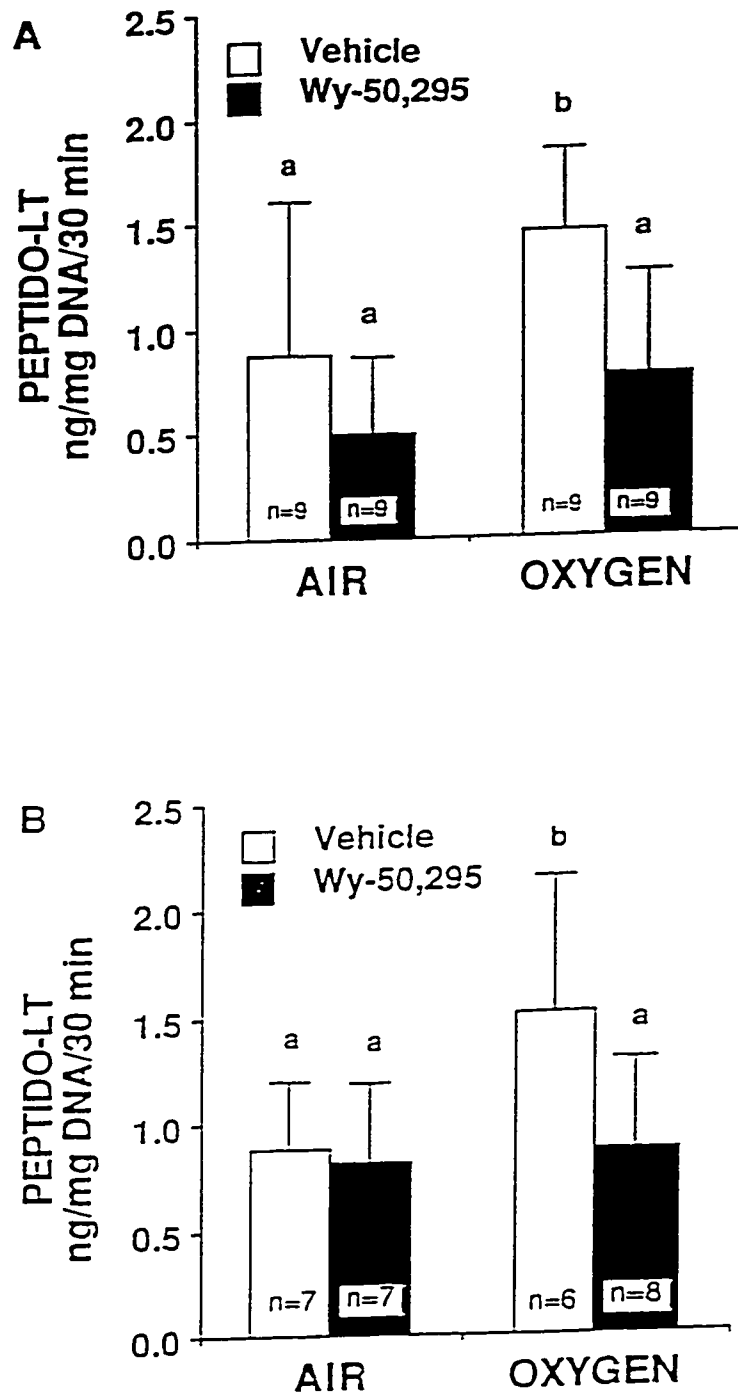 A
2.5
Vehicle
Wy-50,295
2.0
1.5
1.0
0.5
0.0
PEPTIDO-LT
ng/mg DNA/30 min
a
a
b
a
n=9
n=9
n=9
n=9
AIR
OXYGEN
B
2.5
Vehicle
Wy-50,295
2.0
1.5
1.0
0.5
0.0
PEPTIDO-LT
ng/mg DNA/30 min
a
a
b
a
n=7
n=7
n=6
n=8
AIR
OXYGEN